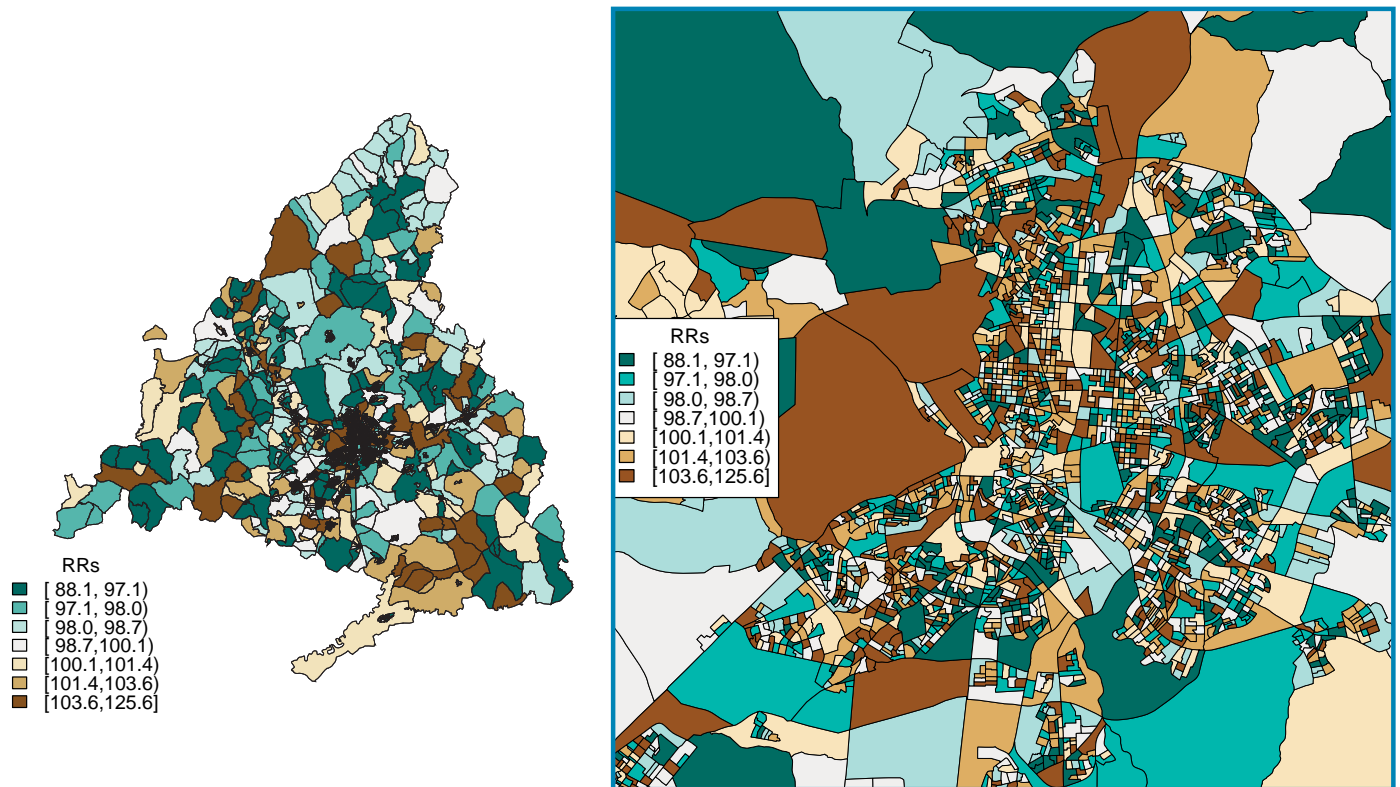 RRs
[ 88.1, 97.1)
[ 97.1, 98.0)
[ 98.0, 98.7)
[ 98.7,100.1)
[100.1,101.4)
[101.4,103.6)
[103.6,125.6]
RRs
[ 88.1, 97.1)
[ 97.1, 98.0)
[ 98.0, 98.7)
[ 98.7,100.1)
[100.1,101.4)
[101.4,103.6)
[103.6,125.6]